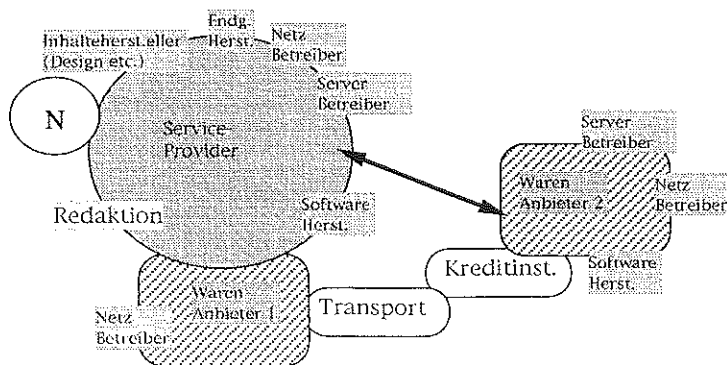 Endg.
Herst.
Inhaltehersteller
(Design etc.)
Netz
Betreiber
Server
Betreiber
N
Service-
Provider
Redaktion
Software
Herst.
Server
Betreiber
Waren
Anbieter 2
Netz
Betreiber
Software
Herst.
Kreditinst.
Transport
Waren
Anbieter 1
Netz
Betreiber